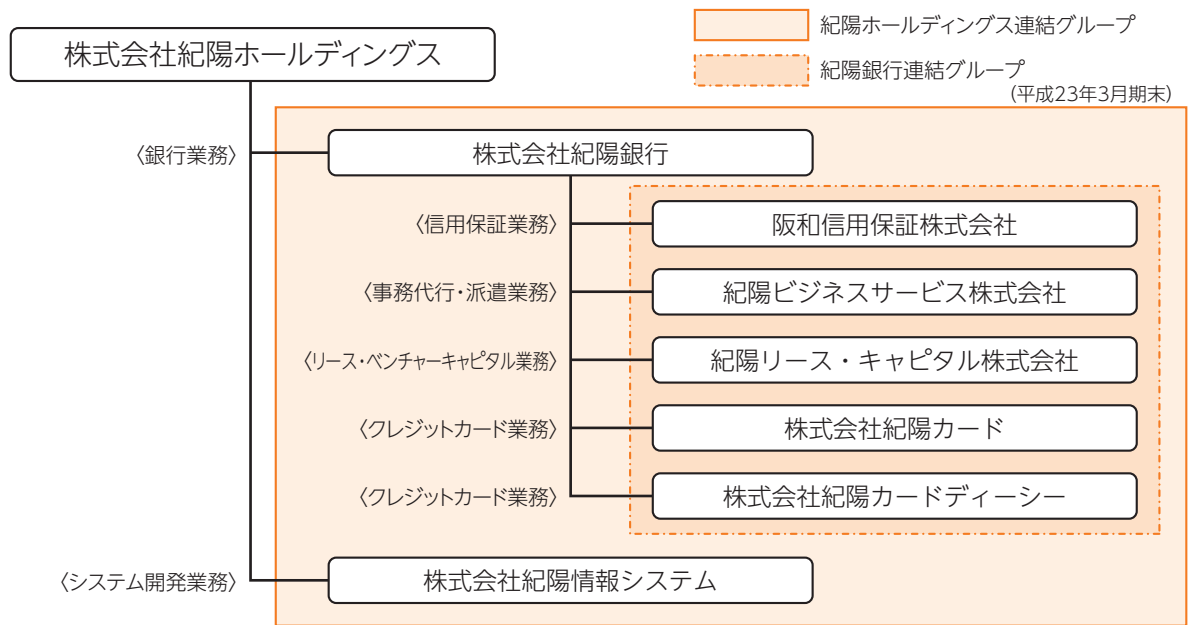 紀陽ホールディングス連結グループ
株式会社紀陽ホールディングス
紀陽銀行連結グループ
(平成23年3月期末)
〈銀行業務〉
株式会社紀陽銀行
〈信用保証業務〉
阪和信用保証株式会社
〈事務代行・派遣業務〉
紀陽ビジネスサービス株式会社
〈リース・ベンチャーキャピタル業務〉
紀陽リース・キャピタル株式会社
〈クレジットカード業務〉
株式会社紀陽カード
〈クレジットカード業務〉
株式会社紀陽カードディーシー
〈システム開発業務〉
株式会社紀陽情報システム